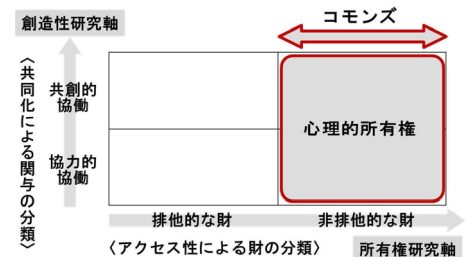 コモンズ
創造性研究軸
〈共同化による関与の分類〉
共創的
協働
心理的所有権
協力的
協働
排他的な財
非排他的な財
〈アクセス性による財の分類〉
所有権研究軸